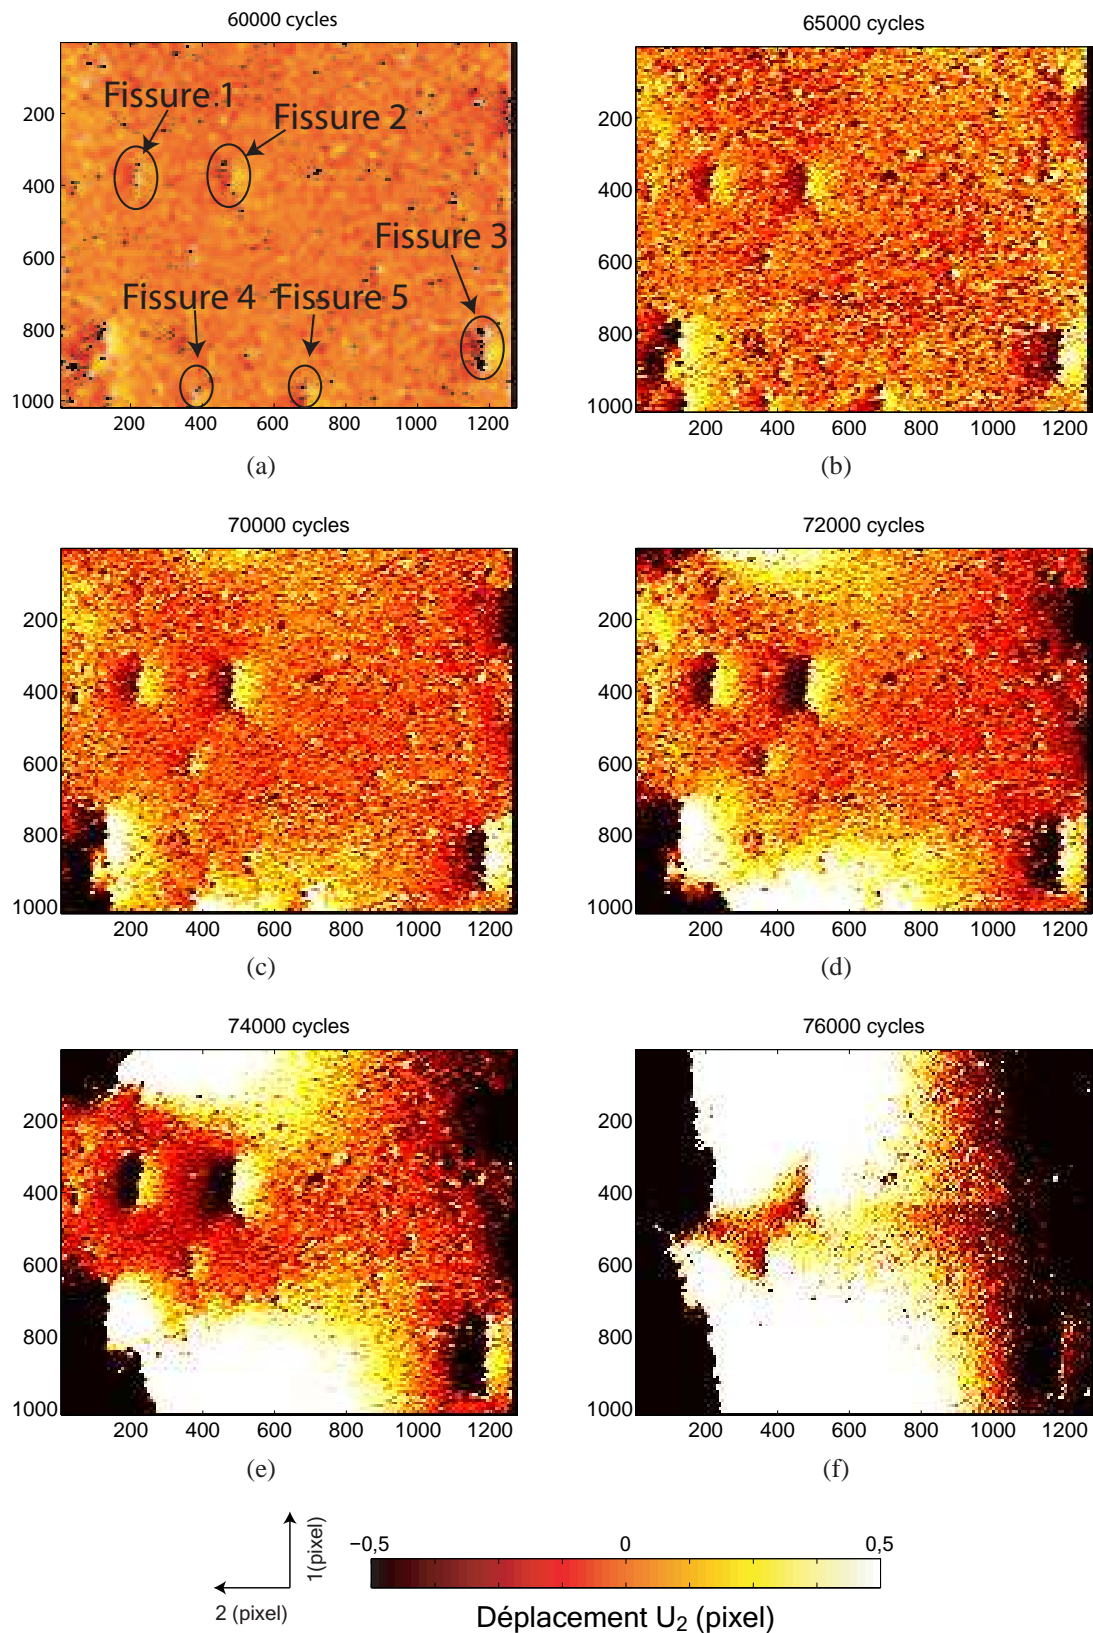 60000 cycles
Fissure 1
Fissure 2
Fissure 3
Fissure 4
Fissure 5
200
400
600
800
1000
200 400 600 800 1000 1200
(a)
65000 cycles
200
400
600
800
1000
200 400 600 800 1000 1200
(b)
70000 cycles
200
400
600
800
1000
200 400 600 800 1000 1200
(c)
72000 cycles
200
400
600
800
1000
200 400 600 800 1000 1200
(d)
74000 cycles
200
400
600
800
1000
200 400 600 800 1000 1200
(e)
76000 cycles
200
400
600
800
1000
200 400 600 800 1000 1200
(f)
1(pixel)
2 (pixel)
−0,5 0 0,5
Déplacement U₂ (pixel)